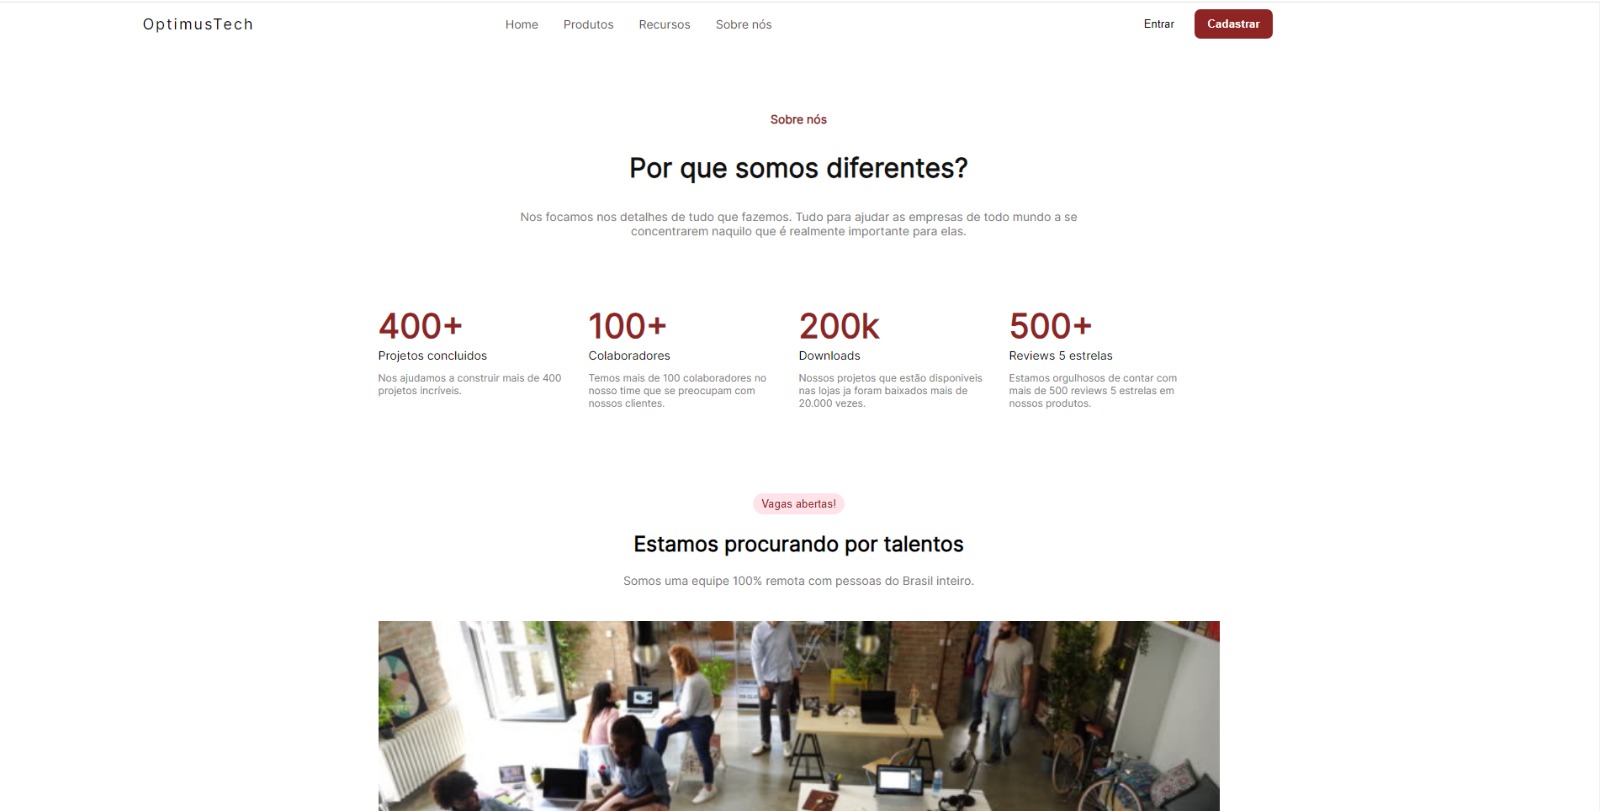 OptimusTech
Home Produtos Recursos Sobre nós
Entrar Cadastrar
Sobre nós
Por que somos diferentes?
Nos focamos nos detalhes de tudo que fazemos. Tudo para ajudar as empresas de todo mundo a se
concentrarem naquilo que é realmente importante para elas.
400+
Projetos concluidos
Nos ajudamos a construir mais de 400
projetos incríveis.
100+
Colaboradores
Temos mais de 100 colaboradores no
nosso time que se preocupam com
nossos clientes.
200k
Downloads
Nossos projetos que estão disponiveis
nas lojas ja foram baixados mais de
20.000 vezes.
500+
Reviews 5 estrelas
Estamos orgulhosos de contar com
mais de 500 reviews 5 estrelas em
nossos produtos.
Vagas abertas!
Estamos procurando por talentos
Somos uma equipe 100% remota com pessoas do Brasil inteiro.